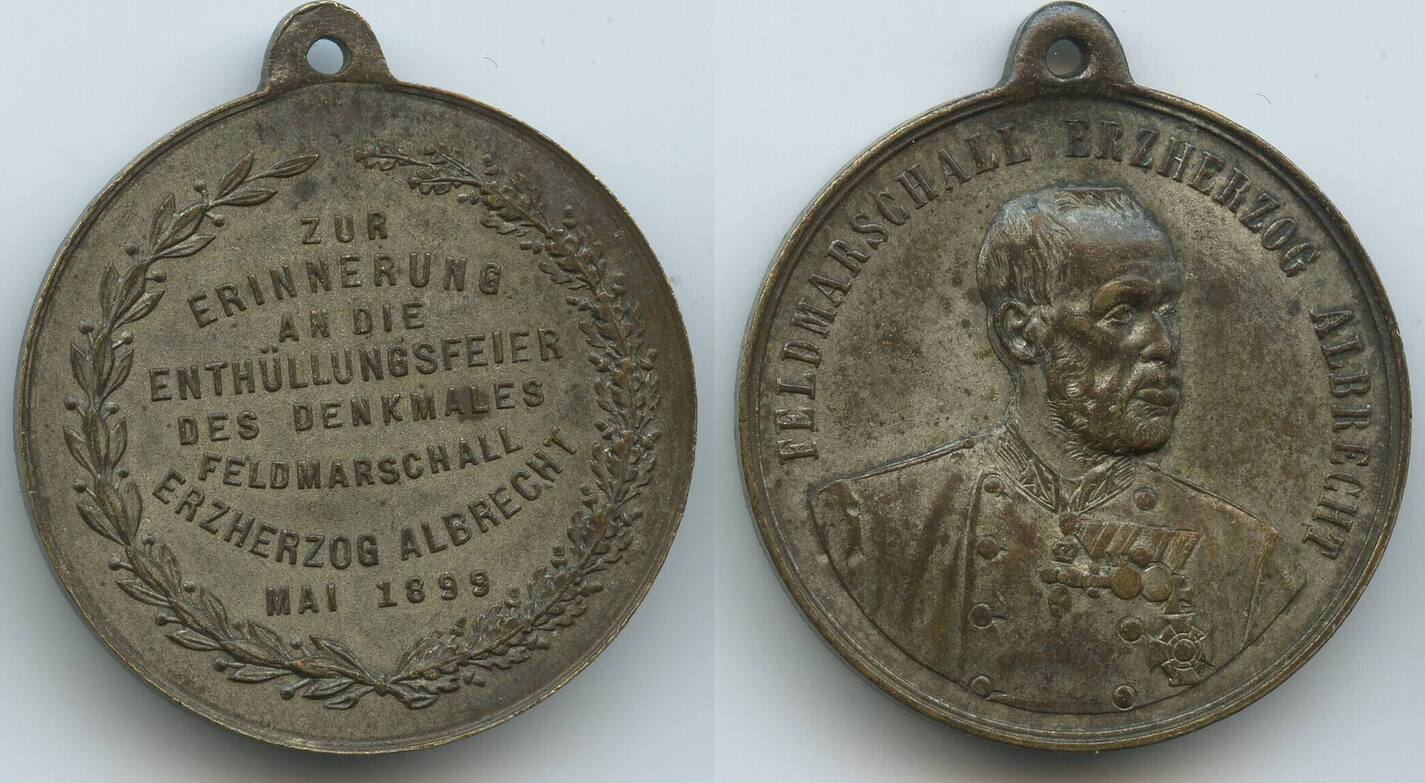 ZUR
ERINNERUNG
AN DIE
ENTHÜLLUNGSFEIER
DES DENKMALES
FELDMARSCHALL
ERZHERZOG ALBRECHT
MAI 1899
FELDMARSCHALL ERZHERZOG ALBRECHT